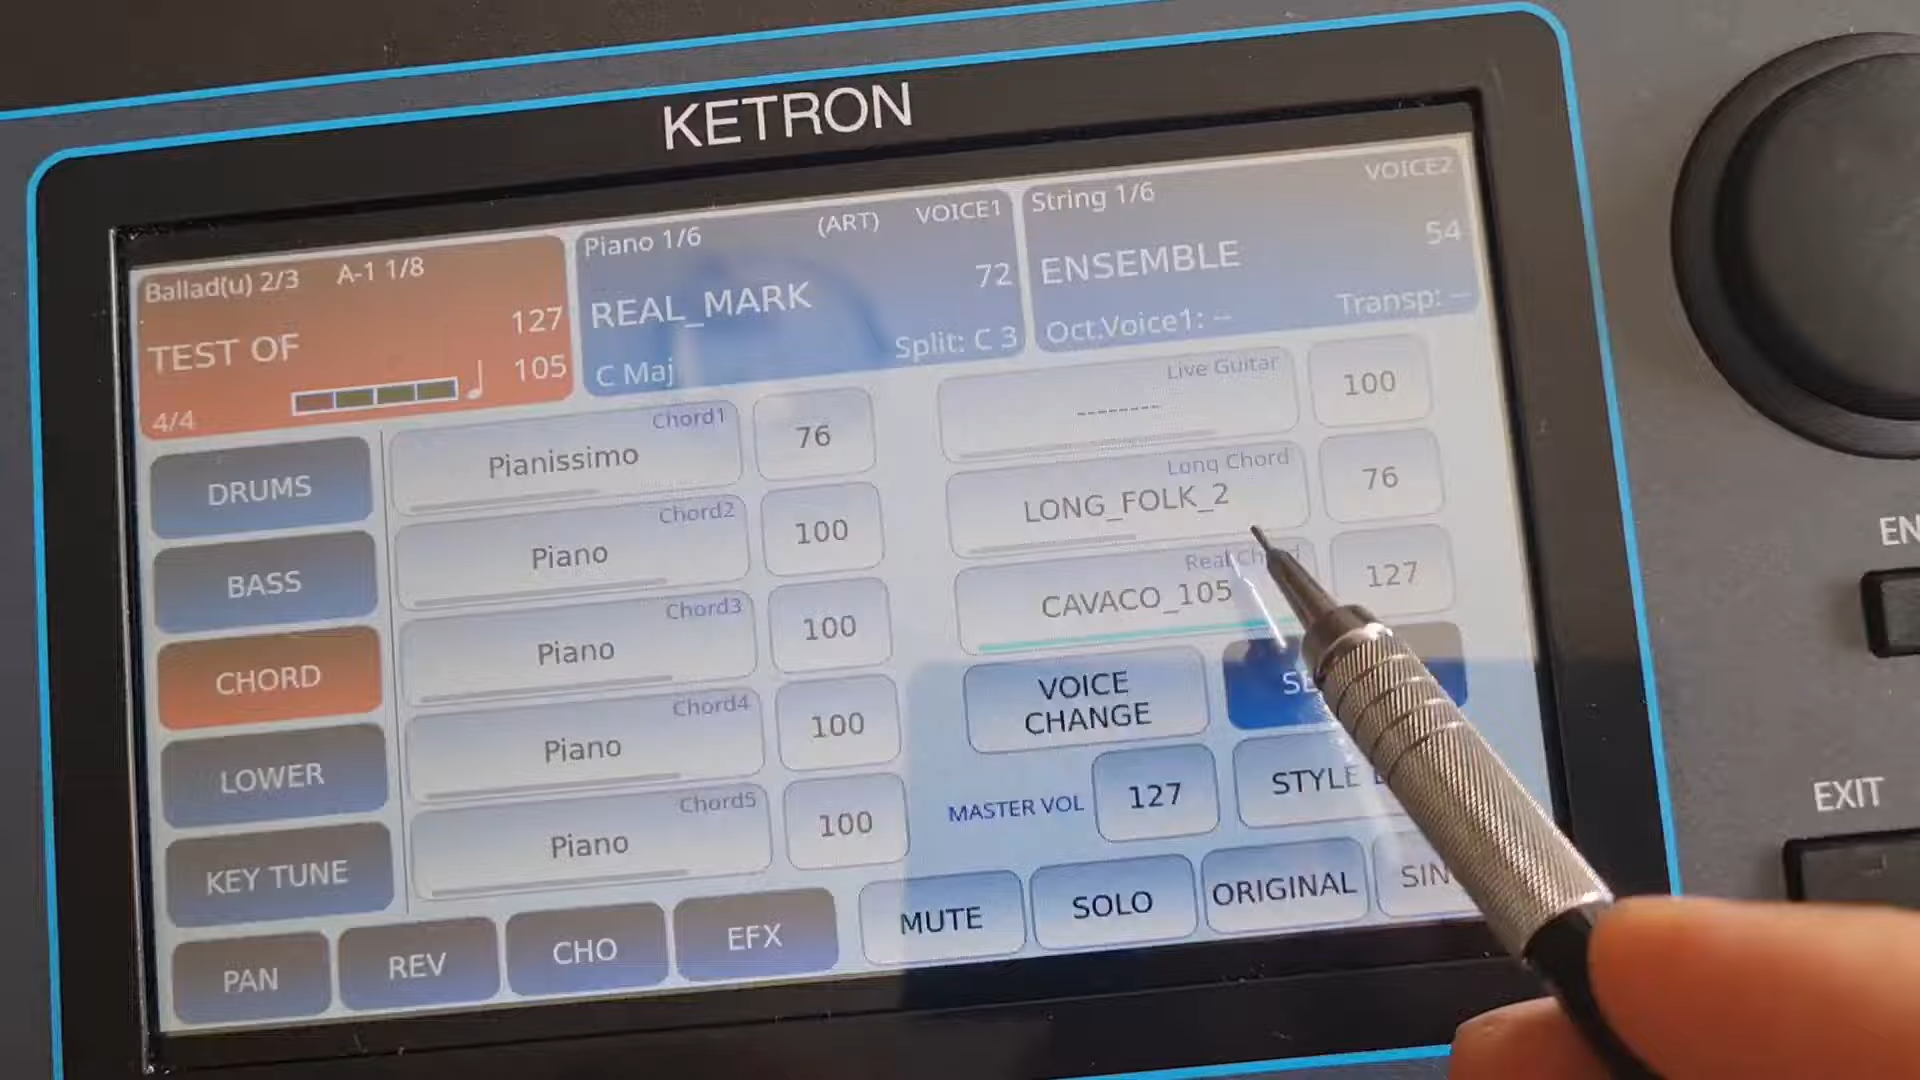 KETRON
Ballad(u) 2/3 A-1 1/8
TEST OF
127
105
4/4
Piano 1/6 (ART) VOICE1
REAL_MARK
72
C Maj
Split: C 3
String 1/6
VOICE2
ENSEMBLE
54
Oct.Voice1: --
Transp: --
DRUMS
BASS
CHORD
LOWER
KEY TUNE
Chord1
Pianissimo
76
Chord2
Piano
100
Chord3
Piano
100
Chord4
Piano
100
Chord5
Piano
100
Live Guitar
--------
100
Long Chord
LONG_FOLK_2
76
Real
CAVACO_105
127
VOICE
CHANGE
MASTER VOL
127
STYLE
PAN
REV
CHO
EFX
MUTE
SOLO
ORIGINAL
EXIT